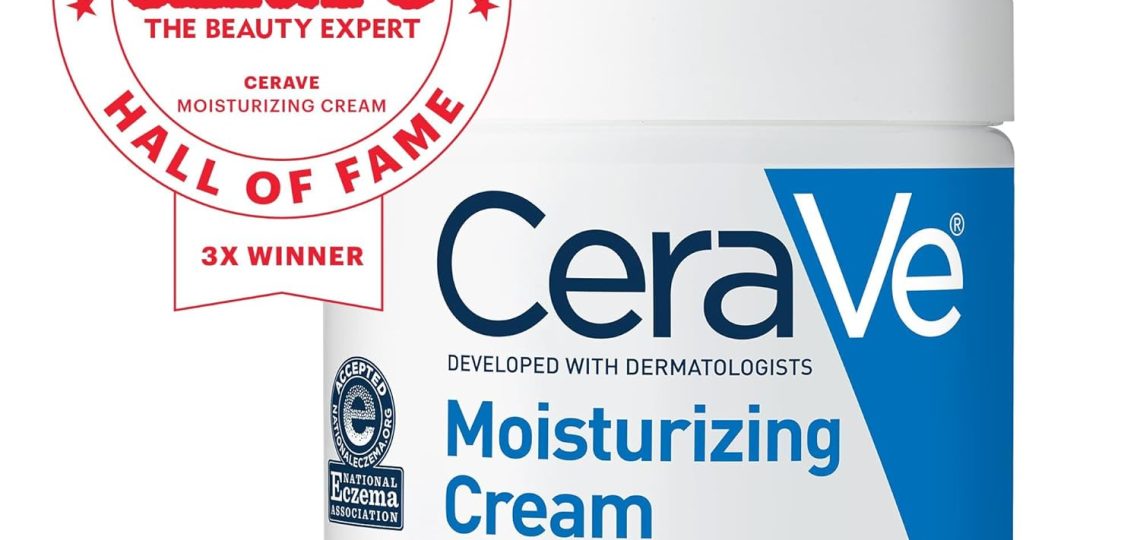 THE BEAUTY EXPERT
CERAVE
MOISTURIZING CREAM
HALL OF FAME
3X WINNER
CeraVe®
DEVELOPED WITH DERMATOLOGISTS
Moisturizing
Cream
ACCEPTED
e
NATIONALECZEMA.ORG
NATIONAL
Eczema
ASSOCIATION